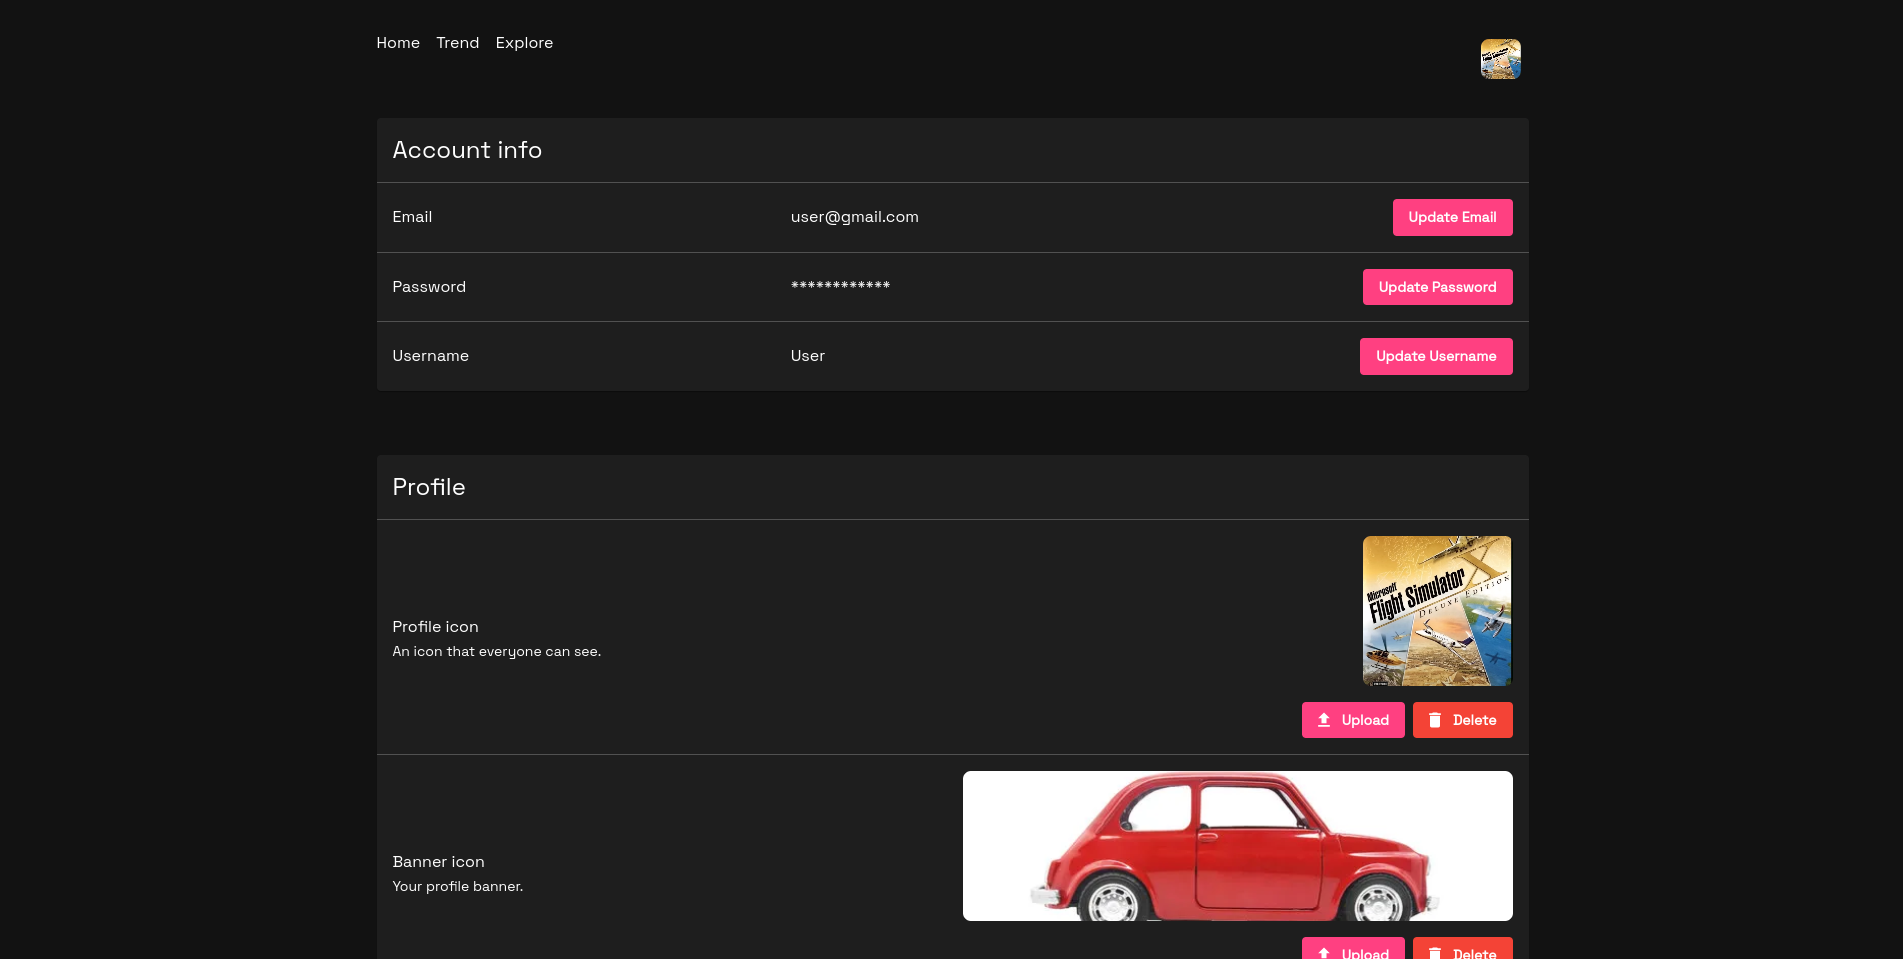 Home Trend Explore
Account info
Email user@gmail.com Update Email
Password ************ Update Password
Username User Update Username
Profile
Microsoft
Flight Simulator X
DELUXE EDITION
Profile icon
An icon that everyone can see.
Upload Delete
Banner icon
Your profile banner.
Upload Delete